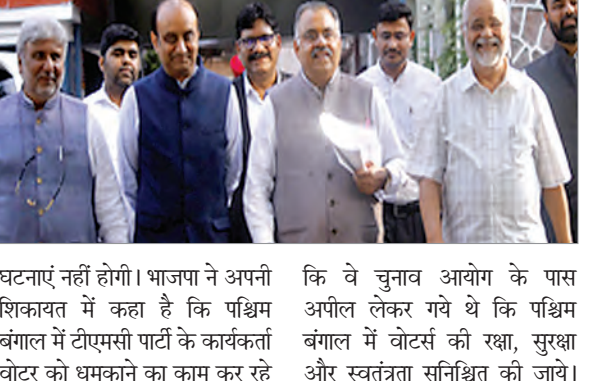 घटनाएं नहीं होगी। भाजपा ने अपनी
शिकायत में कहा है कि पश्चिम
बंगाल में टीएमसी पार्टी के कार्यकर्ता
वोटर को धमकाने का काम कर रहे
कि वे चुनाव आयोग के पास
अपील लेकर गये थे कि पश्चिम
बंगाल में वोटर्स की रक्षा, सुरक्षा
और स्वतंत्रता सुनिश्चित की जाये।